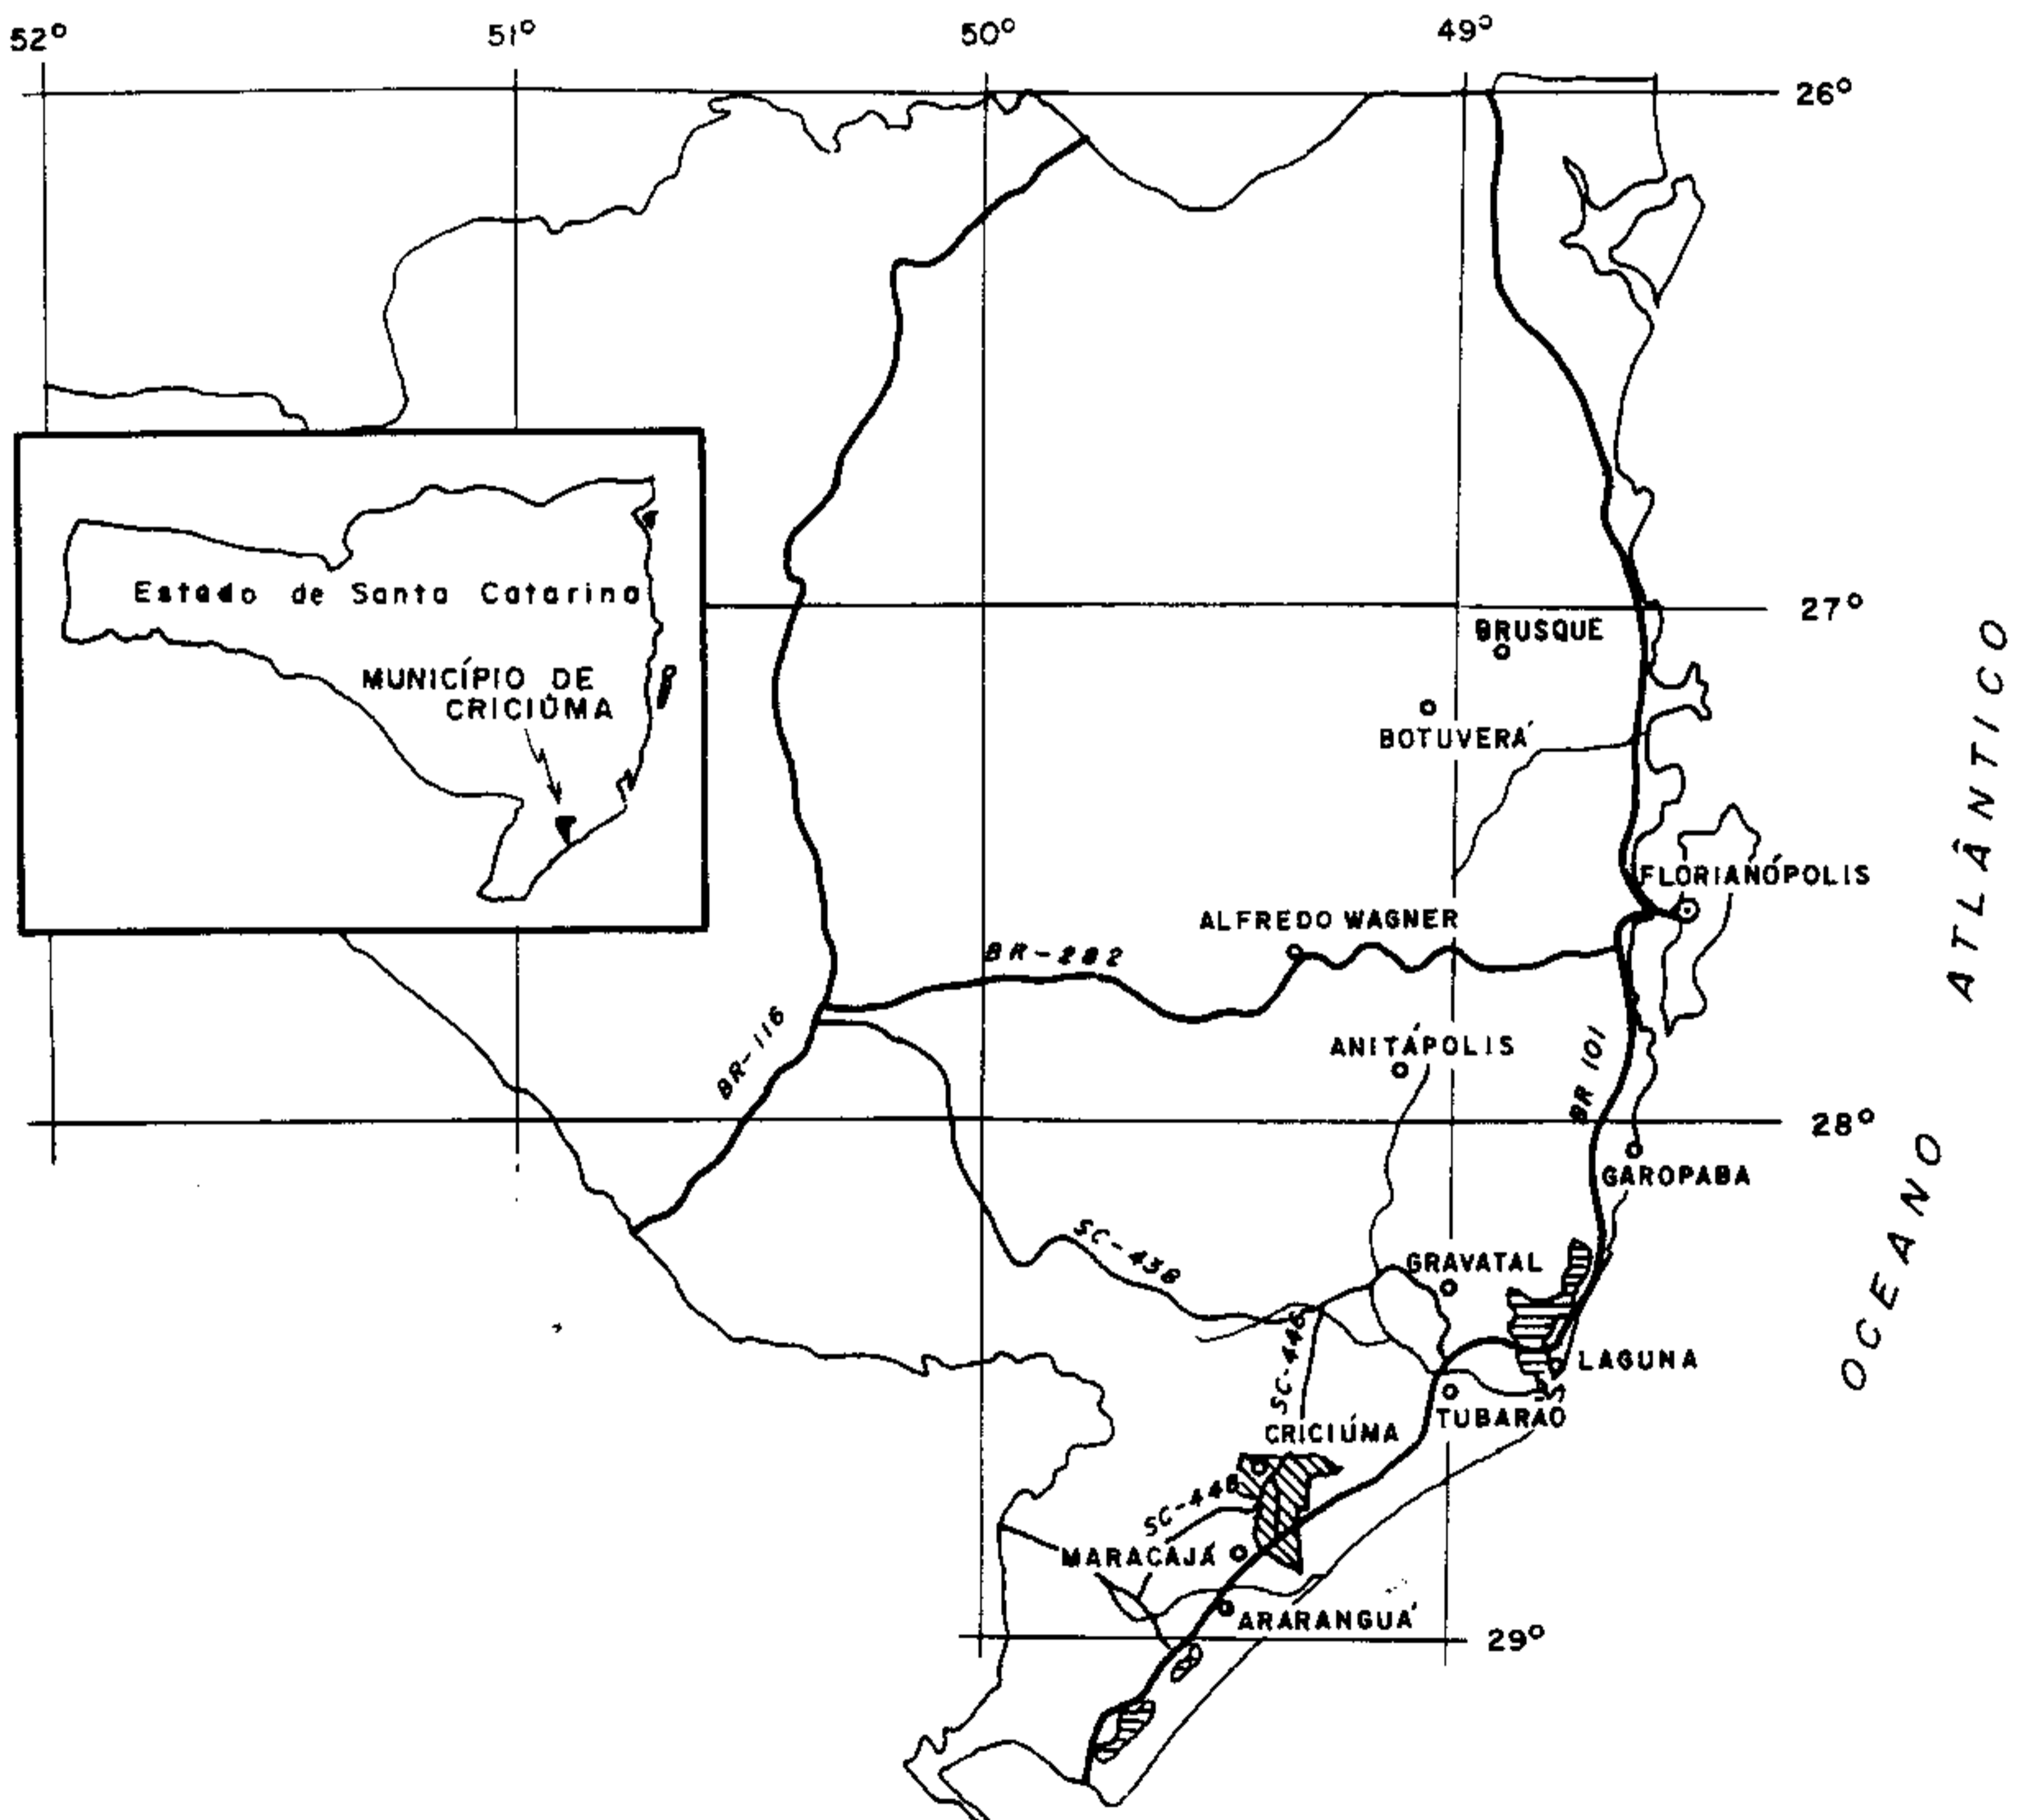 52° 51° 50° 49°
26°
Estado de Santa Catarina
MUNICÍPIO DE
CRICIÚMA
27°
BRUSQUE
BOTUVERÁ
FLORIANÓPOLIS
ALFREDO WAGNER
BR-282
ANITÁPOLIS
BR-116
BR 101
28°
GAROPABA
SC-438
GRAVATAL
SC-446
LAGUNA
TUBARÃO
CRICIÚMA
SC-446
MARACAJÁ
ARARANGUÁ
29°
OCEANO ATLÂNTICO